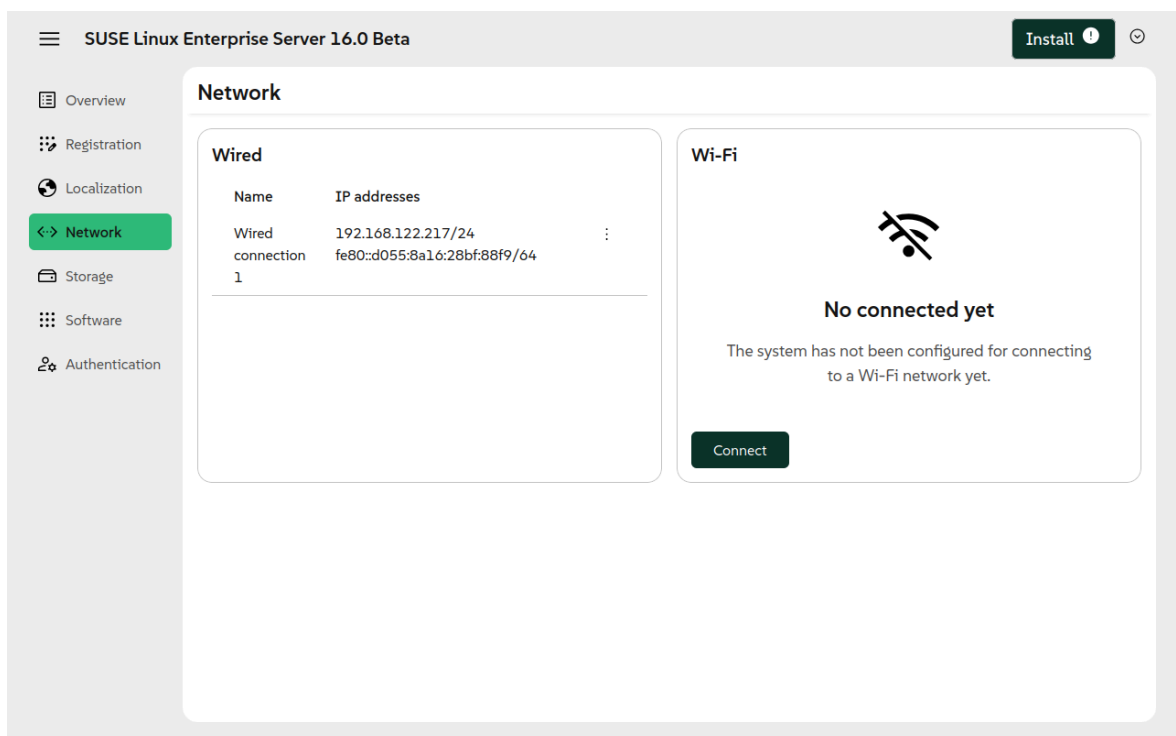 SUSE Linux Enterprise Server 16.0 Beta
Install !
Overview
Registration
Localization
Network
Storage
Software
Authentication
Network
Wired
Name IP addresses
Wired 192.168.122.217/24
connection fe80::d055:8a16:28bf:88f9/64
1
Wi-Fi
No connected yet
The system has not been configured for connecting
to a Wi-Fi network yet.
Connect